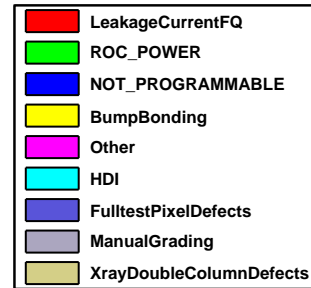 LeakageCurrentFQ
ROC_POWER
NOT_PROGRAMMABLE
BumpBonding
Other
HDI
FulltestPixelDefects
ManualGrading
XrayDoubleColumnDefects